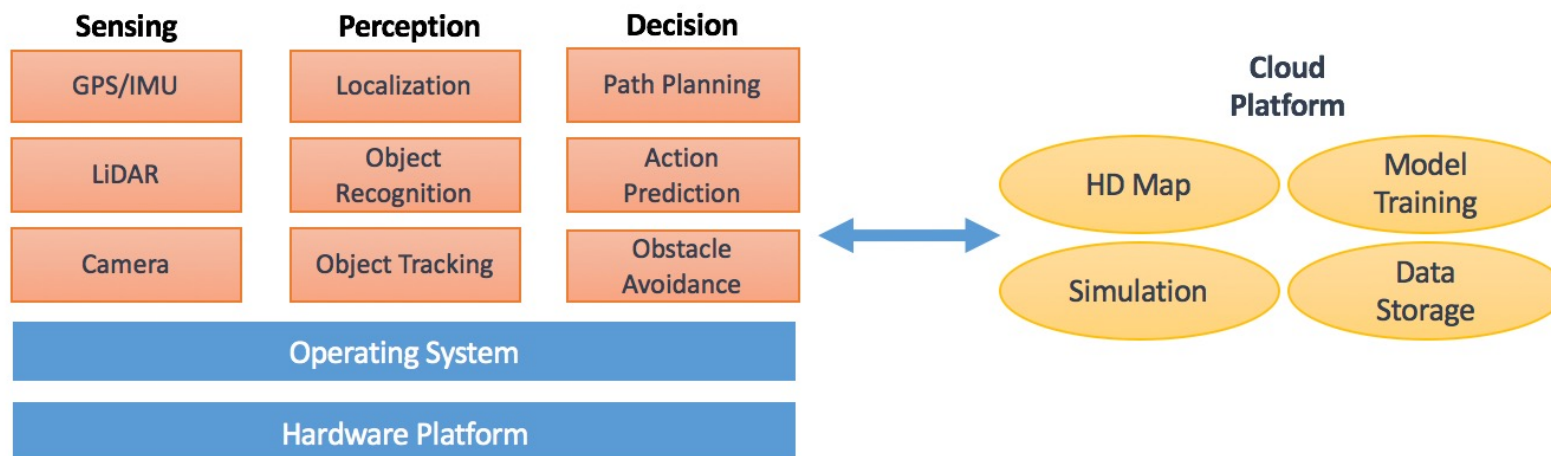 Sensing
GPS/IMU
LiDAR
Camera
Perception
Localization
Object
Recognition
Object Tracking
Decision
Path Planning
Action
Prediction
Obstacle
Avoidance
Operating System
Hardware Platform
Cloud
Platform
HD Map
Model
Training
Simulation
Data
Storage